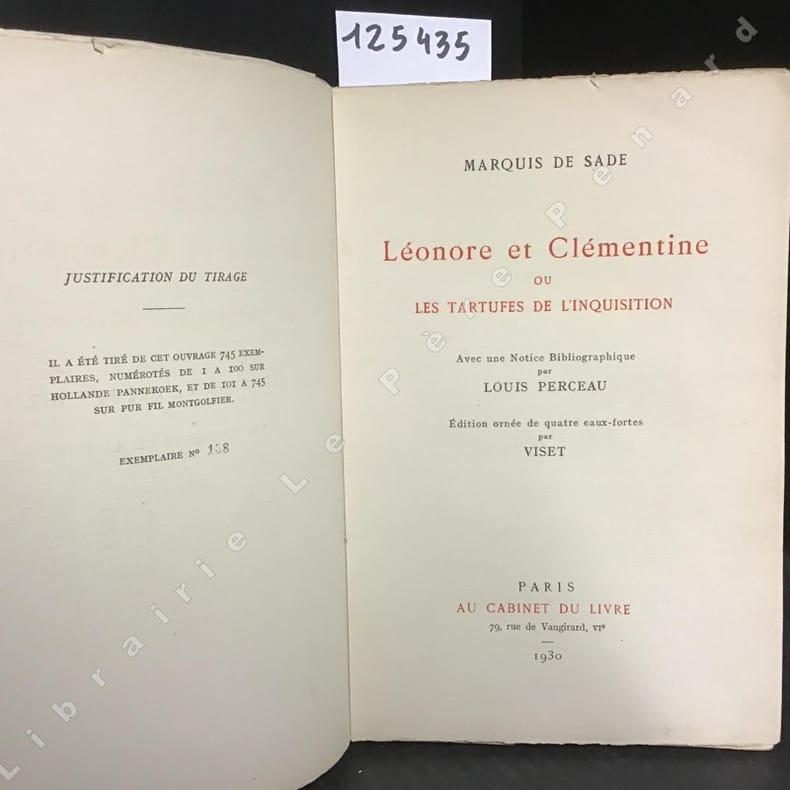 125435
JUSTIFICATION DU TIRAGE
IL A ÉTÉ TIRÉ DE CET OUVRAGE 745 EXEM-
PLAIRES, NUMÉROTÉS DE I A 100 SUR
HOLLANDE PANNEKOEK, ET DE 101 A 745
SUR PUR FIL MONTGOLFIER.
EXEMPLAIRE Nº
MARQUIS DE SADE
Léonore et Clémentine
OU
LES TARTUFES DE L'INQUISITION
Avec une Notice Bibliographique
par
LOUIS PERCEAU
Édition ornée de quatre eaux-fortes
par
VISET
PARIS
AU CABINET DU LIVRE
79, rue de Vaugirard, VIᵉ
1930
Librairie Le Père Pénard